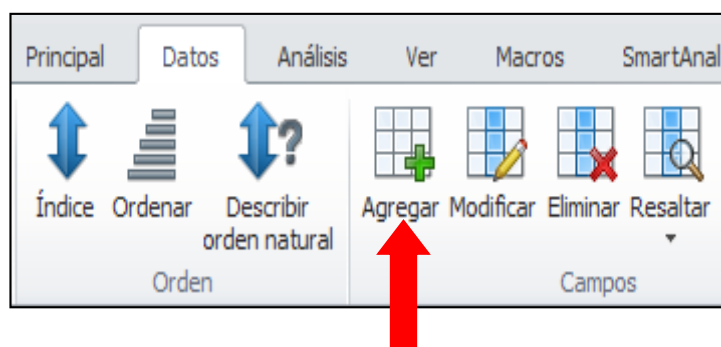 Principal Datos Análisis Ver Macros SmartAnal
Índice Ordenar Describir orden natural Agregar Modificar Eliminar Resaltar
Orden Campos